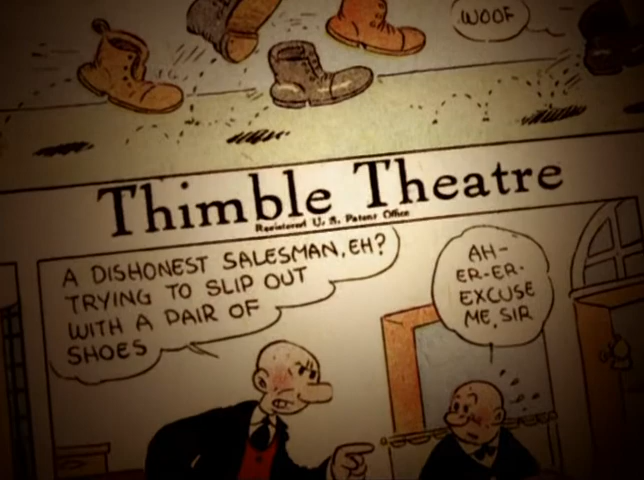 WOOF
Thimble Theatre
Registered U. S. Patent Office
A DISHONEST SALESMAN, EH?
TRYING TO SLIP OUT
WITH A PAIR OF
SHOES
AH-
ER-ER-
EXCUSE
ME, SIR